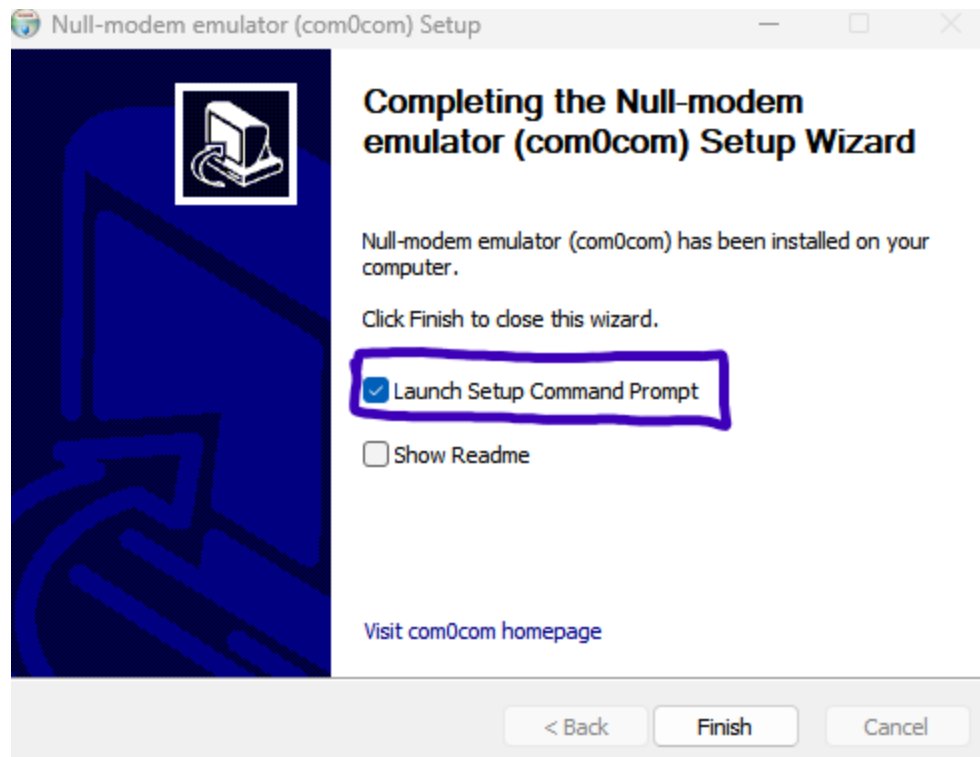 Null-modem emulator (com0com) Setup
Completing the Null-modem
emulator (com0com) Setup Wizard
Null-modem emulator (com0com) has been installed on your
computer.
Click Finish to close this wizard.
Launch Setup Command Prompt
Show Readme
Visit com0com homepage
< Back
Finish
Cancel